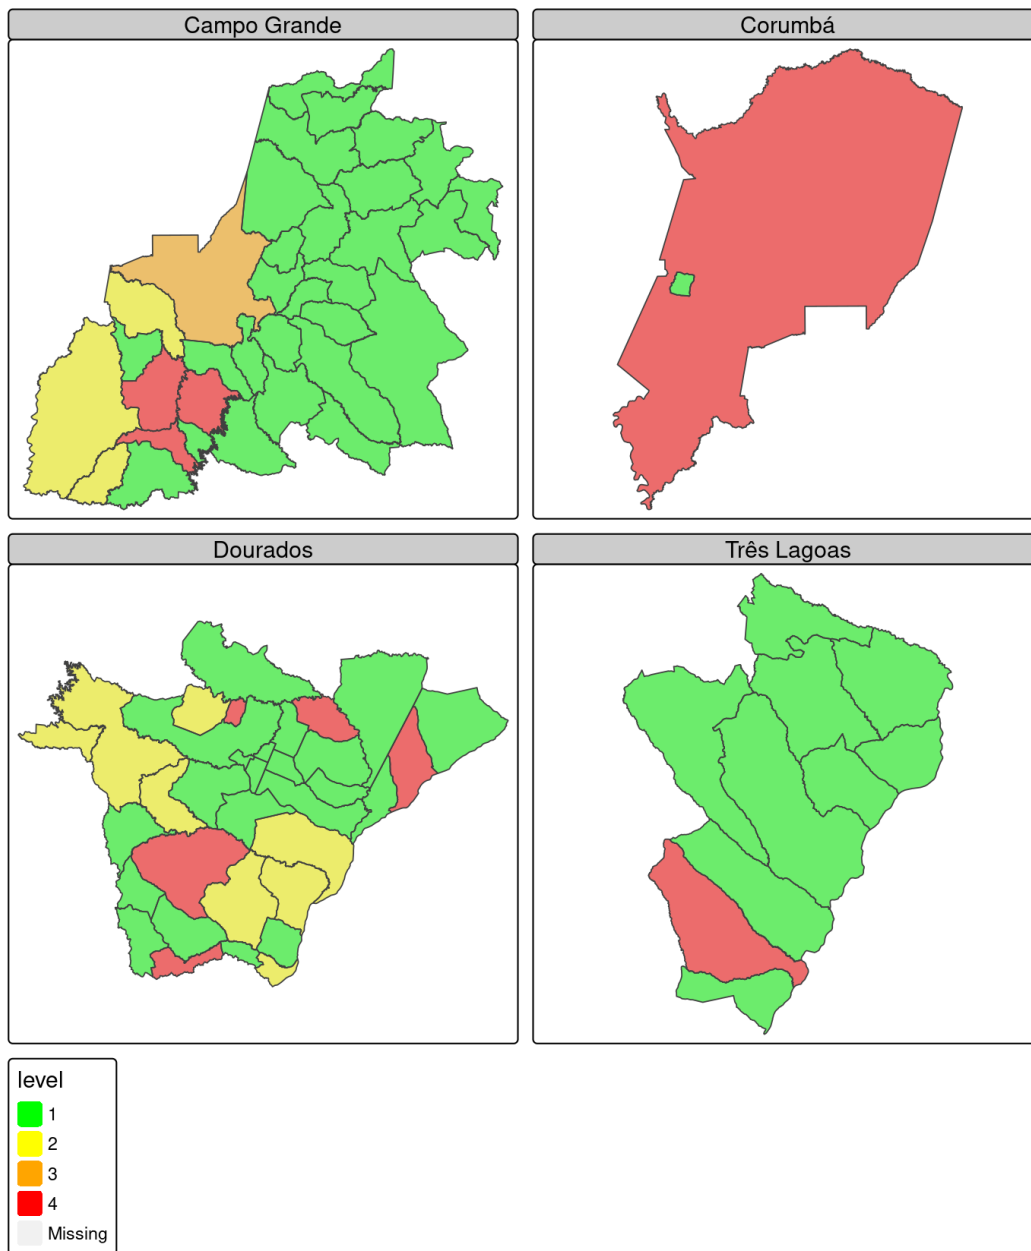 Campo Grande
Corumbá
Dourados
Três Lagoas
level
1
2
3
4
Missing